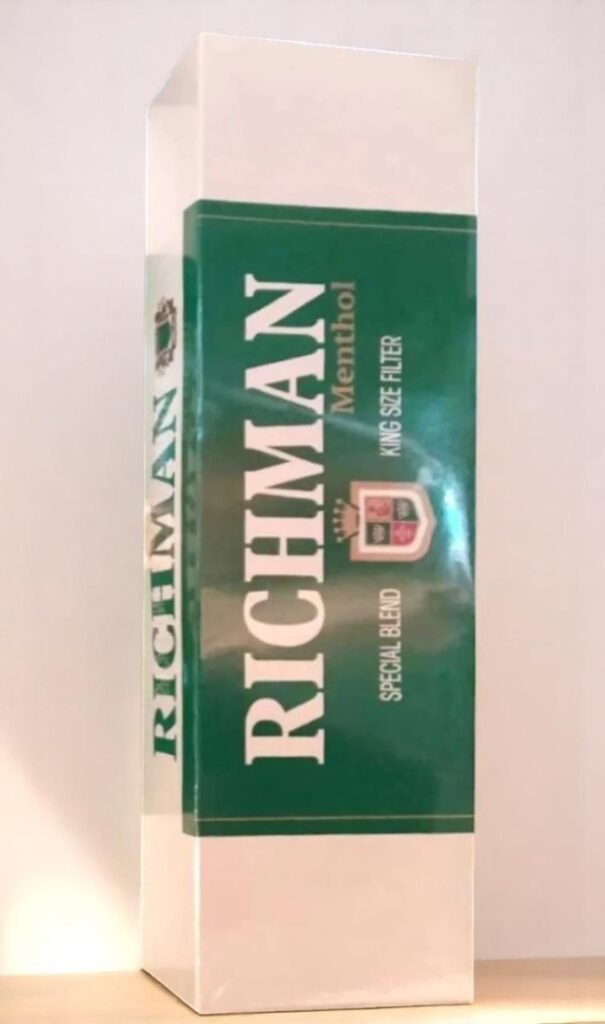 RICHMAN
Menthol
SPECIAL BLEND KING SIZE FILTER
RICHMAN